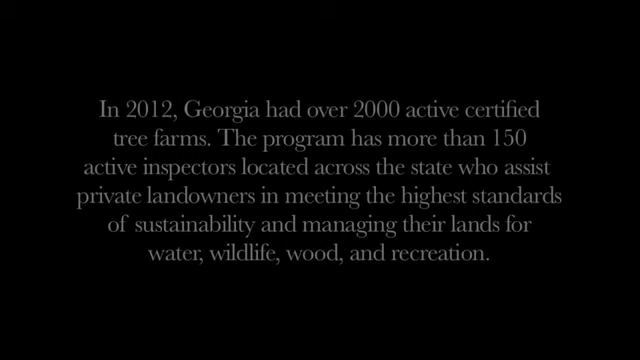 In 2012, Georgia had over 2000 active certified
tree farms. The program has more than 150
active inspectors located across the state who assist
private landowners in meeting the highest standards
of sustainability and managing their lands for
water, wildlife, wood, and recreation.